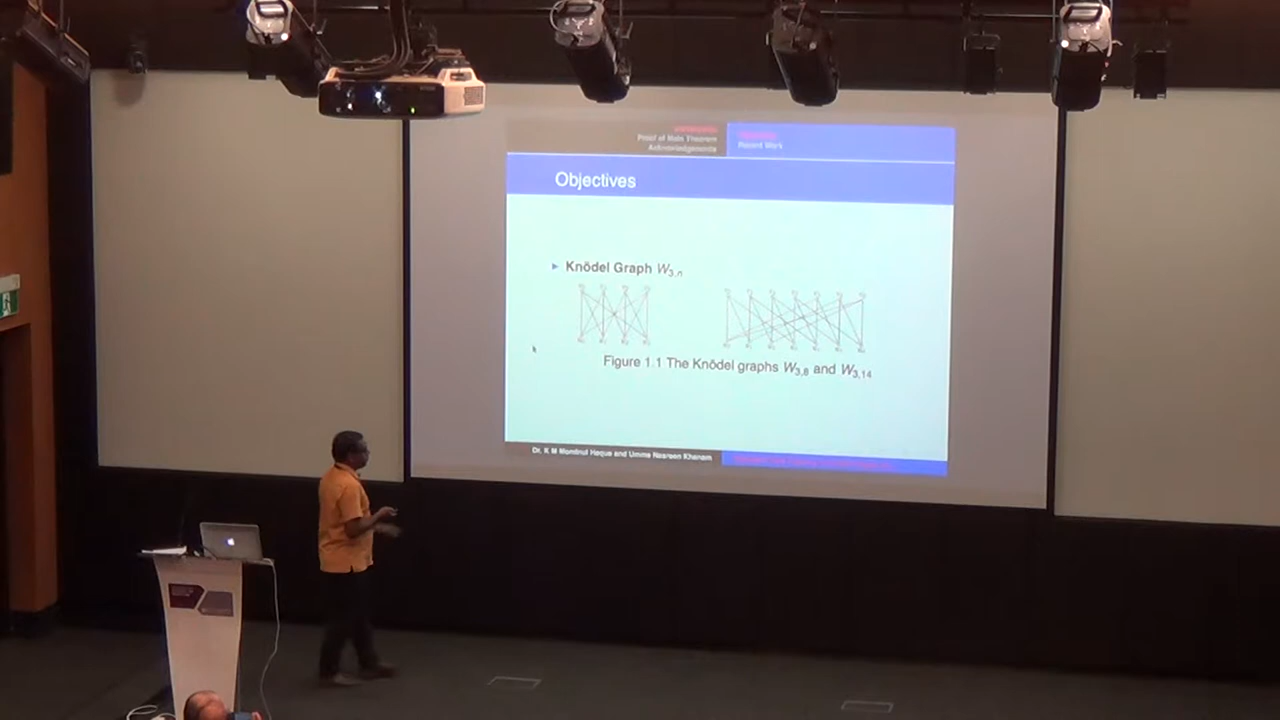 Proof of Main Theorem
Acknowledgements
Recent Work
Objectives
Knödel Graph W3,n
Figure 1.1 The Knödel graphs W3,8 and W3,14
Dr. K M Mominul Haque and Umme Nasreen Khanam